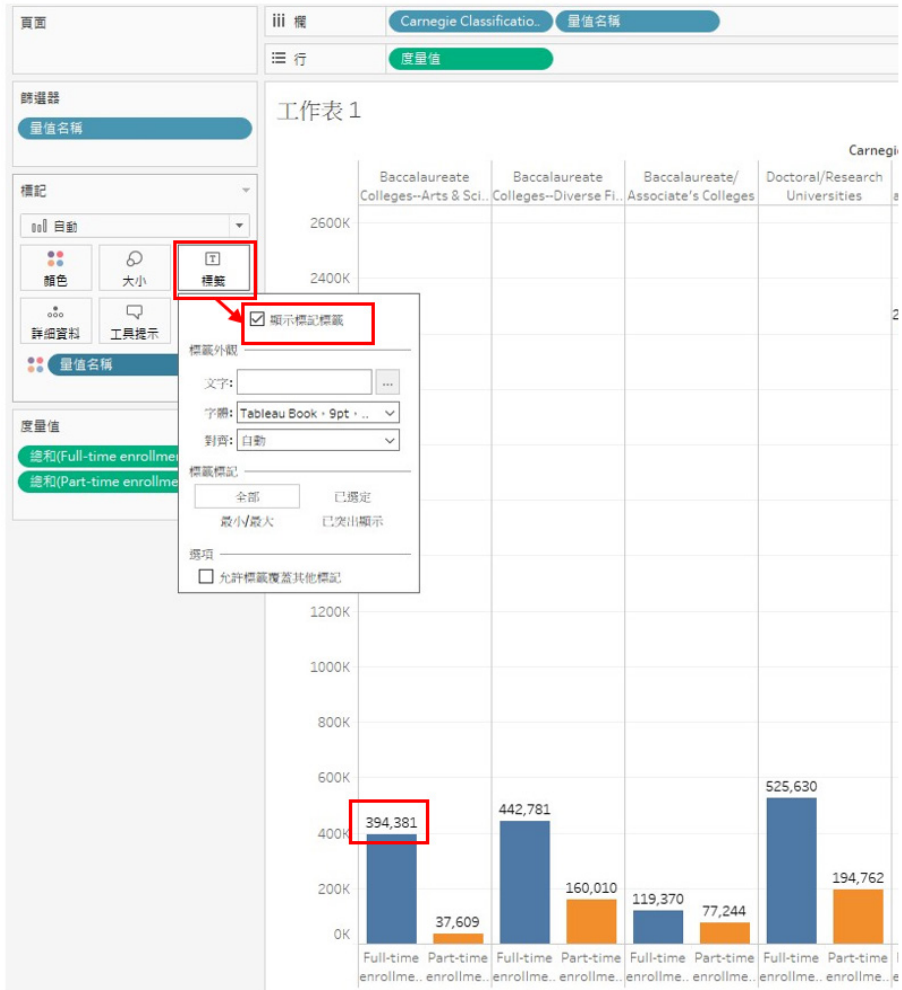 頁面
iii 欄
Carnegie Classificatio..
量值名稱
行
度量值
篩選器
量值名稱
工作表 1
Carnegi
標記
自動
顏色
大小
標籤
詳細資料
工具提示
量值名稱
度量值
總和(Full-time enrollmen
總和(Part-time enrollme
顯示標記標籤
標籤外觀
文字:
...
字體: Tableau Book，9pt，..
對齊: 自動
標籤標記
全部
已選定
最小/最大
已突出顯示
選項
允許標籤覆蓋其他標記
Baccalaureate
Colleges--Arts & Sci..
Baccalaureate
Colleges--Diverse Fi..
Baccalaureate/
Associate's Colleges
Doctoral/Research
Universities
a
2600K
2400K
2
1200K
1000K
800K
600K
400K
200K
0K
394,381
37,609
442,781
160,010
119,370
77,244
525,630
194,762
Full-time
enrollme..
Part-time
enrollme..
Full-time
enrollme..
Part-time
enrollme..
Full-time
enrollme..
Part-time
enrollme..
Full-time
enrollme..
Part-time
enrollme..